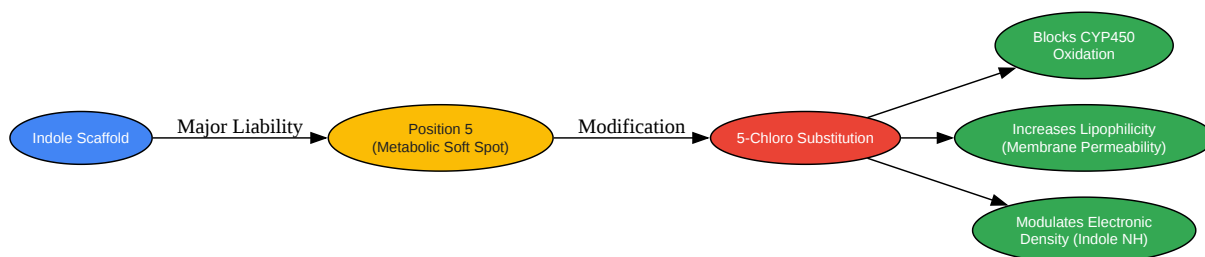 Indole Scaffold
Major Liability
Position 5
(Metabolic Soft Spot)
Modification
5-Chloro Substitution
Blocks CYP450
Oxidation
Increases Lipophilicity
(Membrane Permeability)
Modulates Electronic
Density (Indole NH)